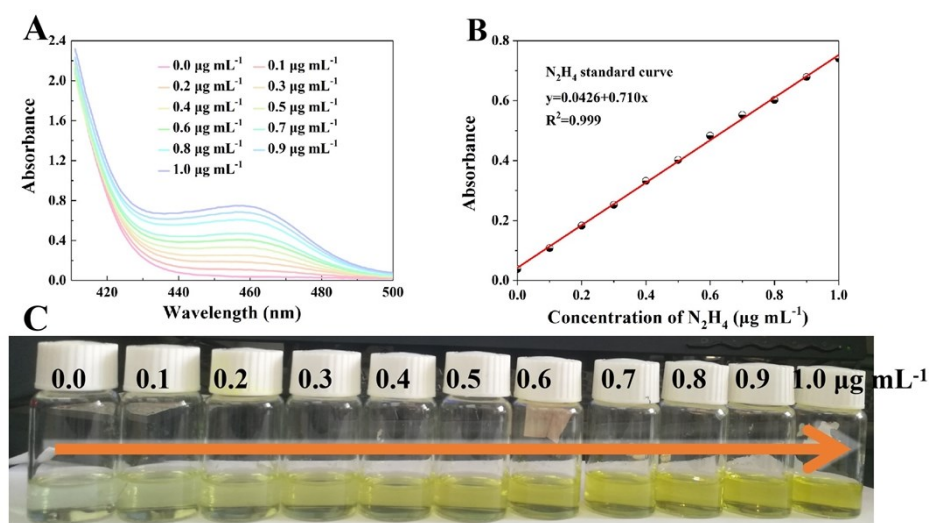 A
2.4
2.0
1.6
1.2
0.8
0.4
0.0
Absorbance
0.0 μg mL⁻¹ 0.1 μg mL⁻¹
0.2 μg mL⁻¹ 0.3 μg mL⁻¹
0.4 μg mL⁻¹ 0.5 μg mL⁻¹
0.6 μg mL⁻¹ 0.7 μg mL⁻¹
0.8 μg mL⁻¹ 0.9 μg mL⁻¹
1.0 μg mL⁻¹
420 440 460 480 500
Wavelength (nm)
B
0.8
0.6
0.4
0.2
0.0
Absorbance
N₂H₄ standard curve
y=0.0426+0.710x
R²=0.999
0.0 0.2 0.4 0.6 0.8 1.0
Concentration of N₂H₄ (μg mL⁻¹)
C
0.0 0.1 0.2 0.3 0.4 0.5 0.6 0.7 0.8 0.9 1.0 μg mL⁻¹